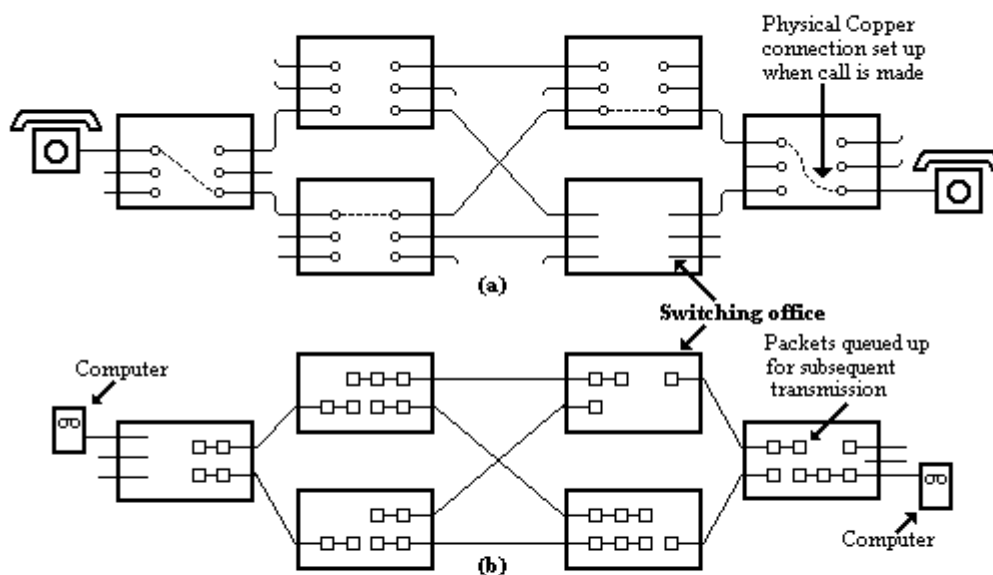 Physical Copper
connection set up
when call is made
(a)
Switching office
Computer
Packets queued up
for subsequent
transmission
Computer
(b)